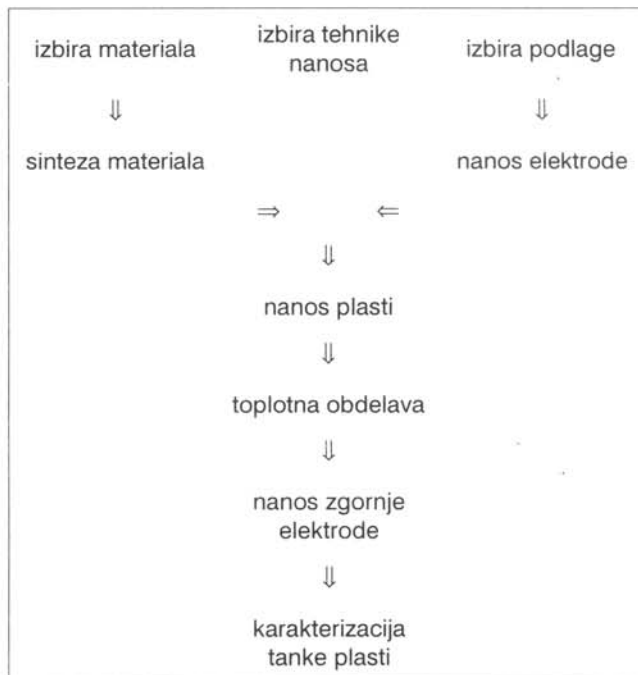 izbira materiala
izbira tehnike
nanosa
izbira podlage
⇓
⇓
sinteza materiala
nanos elektrode
⇒
⇐
⇓
nanos plasti
⇓
toplotna obdelava
⇓
nanos zgornje
elektrode
⇓
karakterizacija
tanke plasti